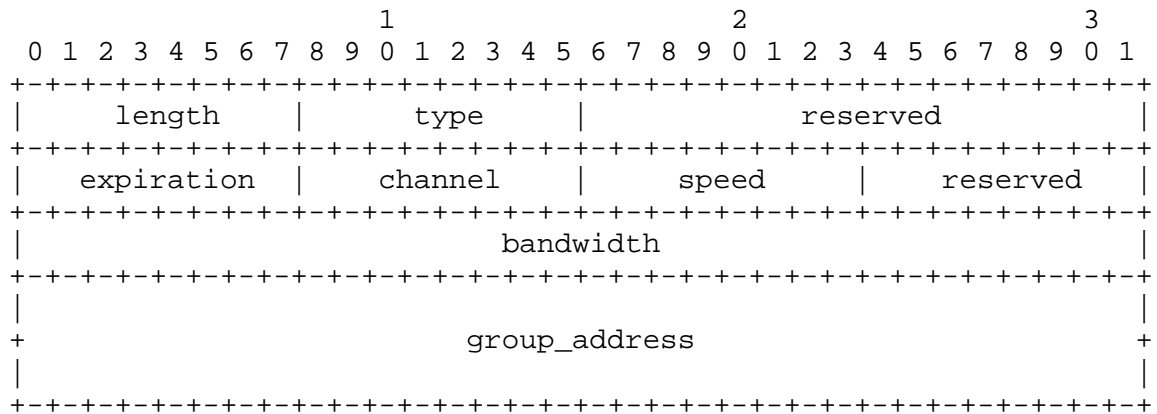 1                   2                   3
 0 1 2 3 4 5 6 7 8 9 0 1 2 3 4 5 6 7 8 9 0 1 2 3 4 5 6 7 8 9 0 1
+-+-+-+-+-+-+-+-+-+-+-+-+-+-+-+-+-+-+-+-+-+-+-+-+-+-+-+-+-+-+-+-+
|     length    |      type     |            reserved           |
+-+-+-+-+-+-+-+-+-+-+-+-+-+-+-+-+-+-+-+-+-+-+-+-+-+-+-+-+-+-+-+-+
|   expiration  |    channel    |     speed     |    reserved   |
+-+-+-+-+-+-+-+-+-+-+-+-+-+-+-+-+-+-+-+-+-+-+-+-+-+-+-+-+-+-+-+-+
|                           bandwidth                           |
+-+-+-+-+-+-+-+-+-+-+-+-+-+-+-+-+-+-+-+-+-+-+-+-+-+-+-+-+-+-+-+-+
|                                                               |
+                         group_address                         +
|                                                               |
+-+-+-+-+-+-+-+-+-+-+-+-+-+-+-+-+-+-+-+-+-+-+-+-+-+-+-+-+-+-+-+-+